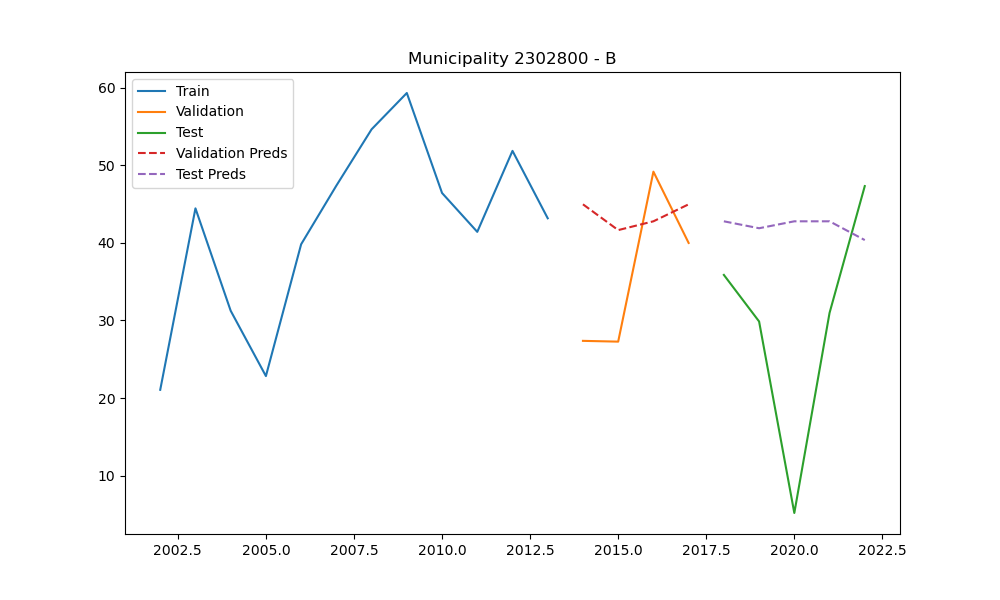 Municipality 2302800 - B
Train
Validation
Test
Validation Preds
Test Preds
60
50
40
30
20
10
2002.5 2005.0 2007.5 2010.0 2012.5 2015.0 2017.5 2020.0 2022.5